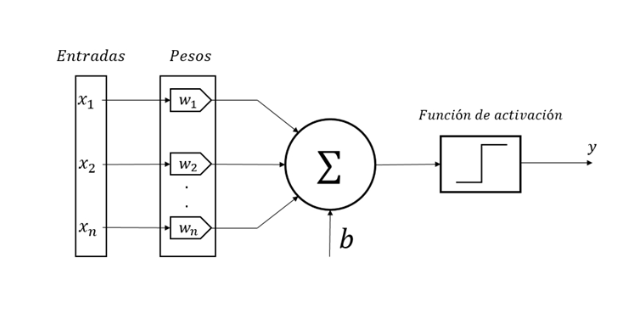 Entradas
Pesos
x₁
w₁
x₂
w₂
.
.
xₙ
wₙ
Σ
b
Función de activación
y